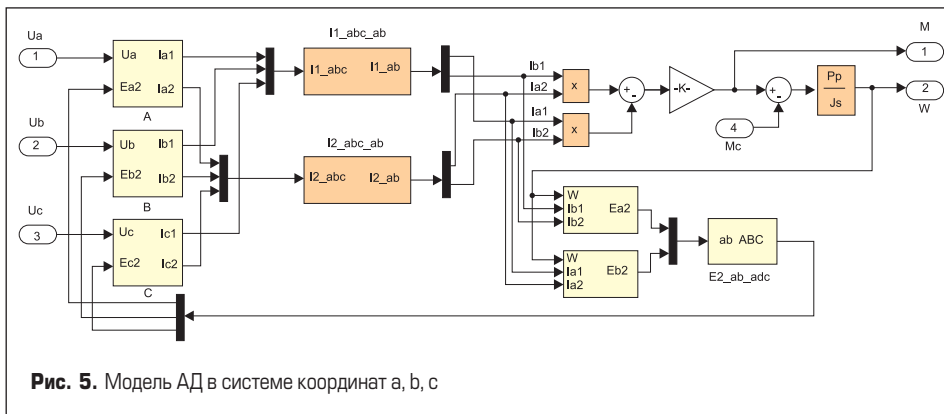 Ua
1
Ua Ia1
Ea2 Ia2
A
Ub
2
Ub Ib1
Eb2 Ib2
B
Uc
3
Uc Ic1
Ec2 Ic2
C
I1_abc_ab
I1_abc I1_ab
I2_abc_ab
I2_abc I2_ab
Ib1
Ia2
x
Ia1
Ib2
x
+
-
-K-
+
-
4
Mc
Pp
Js
M
1
2
W
W
Ib1
Ib2
Ea2
W
Ia1
Ia2
Eb2
ab ABC
E2_ab_adc
Рис. 5. Модель АД в системе координат a, b, c